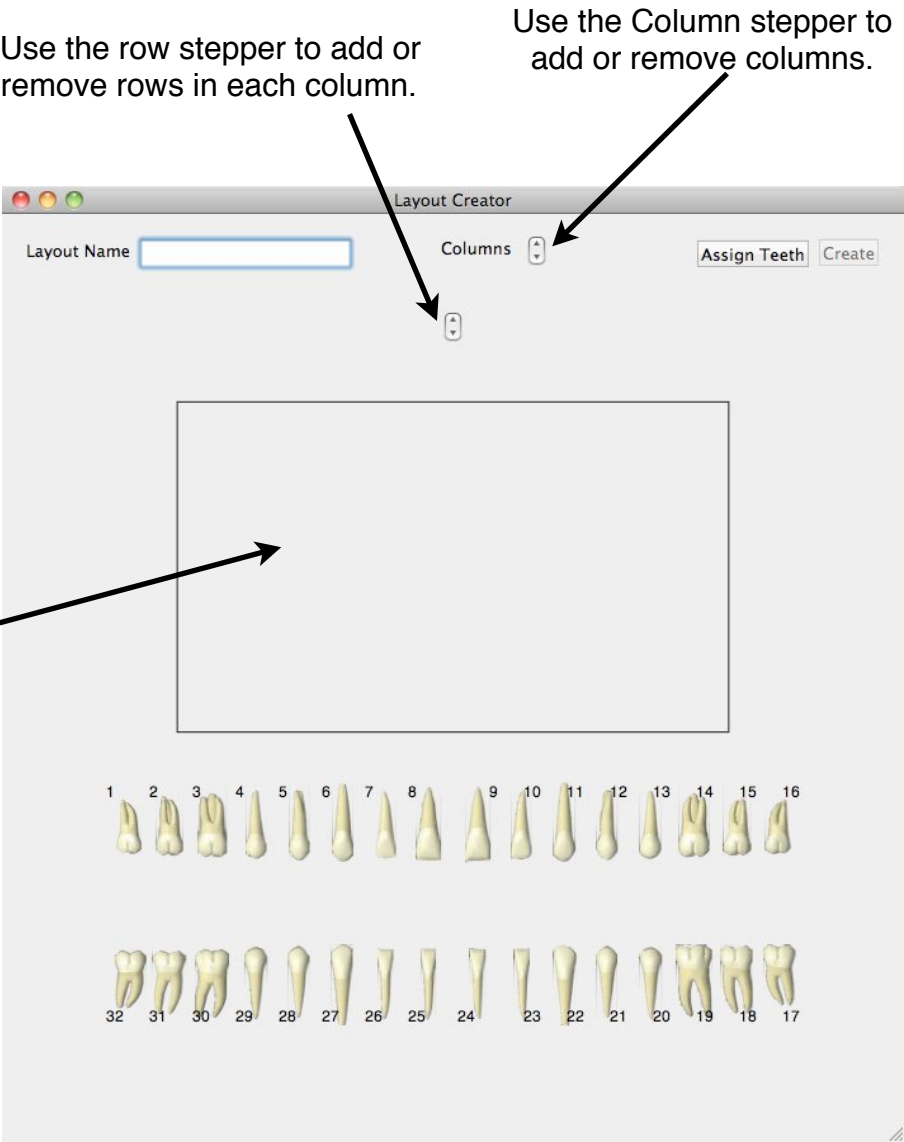 Use the Column stepper to
add or remove columns.
Use the row stepper to add or
remove rows in each column.
Layout Creator
Layout Name
Columns
Assign Teeth
Create
1 2 3 4 5 6 7 8 9 10 11 12 13 14 15 16
32 31 30 29 28 27 26 25 24 23 22 21 20 19 18 17